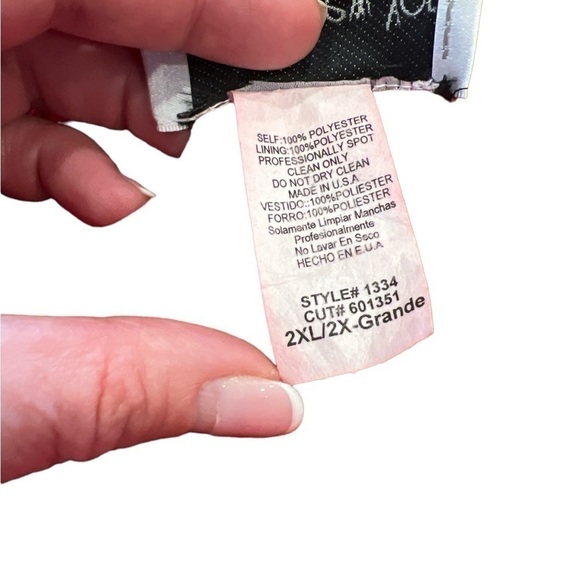 SELF:100% POLYESTER
LINING:100%POLYESTER
PROFESSIONALLY SPOT
CLEAN ONLY
DO NOT DRY CLEAN
MADE IN U.S.A
VESTIDO::100%POLIESTER
FORRO:100%POLIESTER
Solamente Limpiar Manchas
Profesionalmente
No Lavar En Seco
HECHO EN E.U.A
STYLE# 1334
CUT# 601351
2XL/2X-Grande